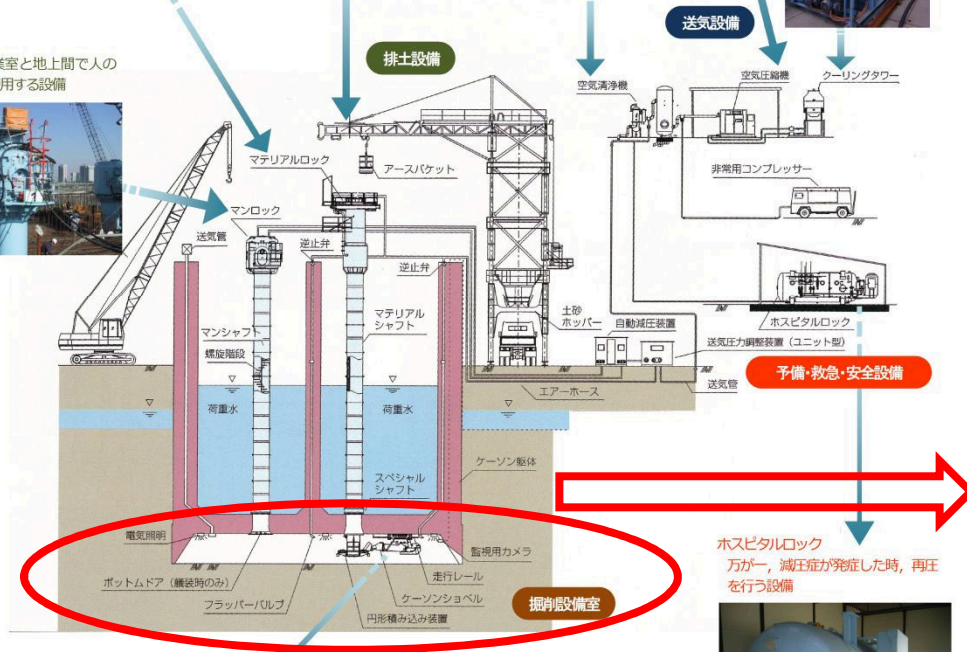 送気設備
排土設備
業室と地上間で人の
用する設備
空気清浄機
空気圧縮機
クーリングタワー
マテリアルロック
アースバケット
非常用コンプレッサー
マンロック
送気管
逆止弁
逆止弁
マテリアル
シャフト
土砂
ホッパー
自動減圧装置
ホスピタルロック
マンシャフト
送気圧力調整装置（ユニット型）
螺旋階段
予備・救急・安全設備
エアーホース
送気管
荷重水
荷重水
ケーソン躯体
スペシャル
シャフト
電気照明
監視用カメラ
ボットムドア（艤装時のみ）
走行レール
フラッパーバルブ
ケーソンショベル
掘削設備室
円形積み込み装置
ホスピタルロック
万が一，減圧症が発症した時，再圧
を行う設備